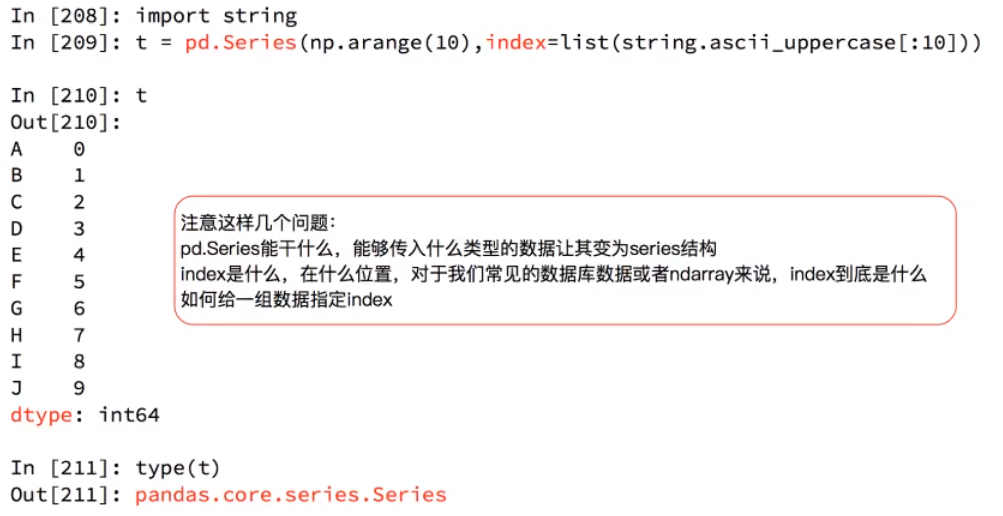 In [208]: import string
In [209]: t = pd.Series(np.arange(10),index=list(string.ascii_uppercase[:10]))
In [210]: t
Out[210]:
A    0
B    1
C    2
D    3
E    4
F    5
G    6
H    7
I    8
J    9
dtype: int64
注意这样几个问题：
pd.Series能干什么，能够传入什么类型的数据让其变为series结构
index是什么，在什么位置，对于我们常见的数据库数据或者ndarray来说，index到底是什么
如何给一组数据指定index
In [211]: type(t)
Out[211]: pandas.core.series.Series